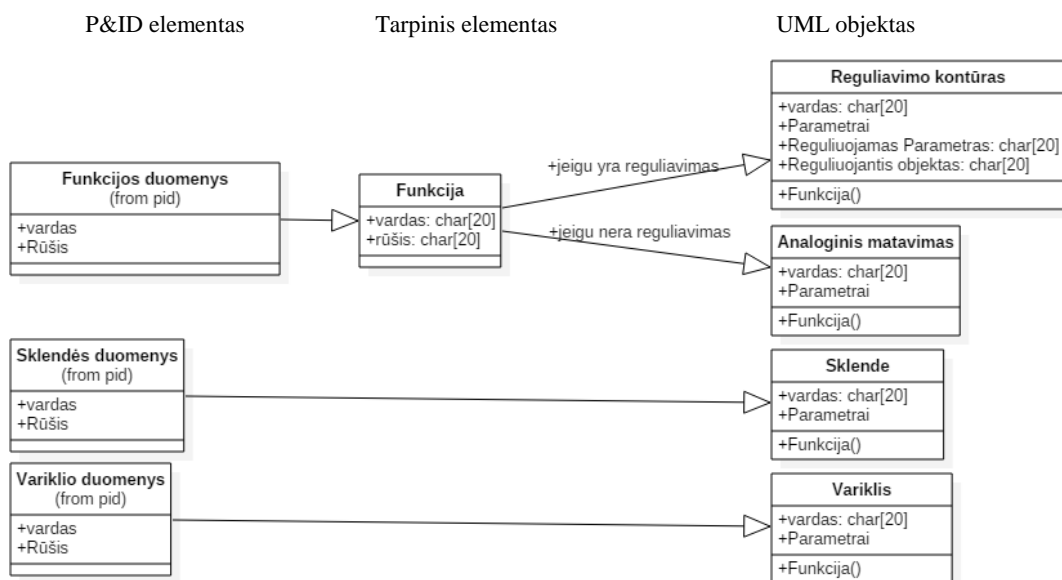 P&ID elementas
Tarpinis elementas
UML objektas
Funkcijos duomenys
(from pid)
+vardas
+Rūšis
Funkcija
+vardas: char[20]
+rūšis: char[20]
+jeigu yra reguliavimas
+jeigu nera reguliavimas
Reguliavimo kontūras
+vardas: char[20]
+Parametrai
+Reguliuojamas Parametras: char[20]
+Reguliuojantis objektas: char[20]
+Funkcija()
Analoginis matavimas
+vardas: char[20]
+Parametrai
+Funkcija()
Sklendės duomenys
(from pid)
+vardas
+Rūšis
Sklende
+vardas: char[20]
+Parametrai
+Funkcija()
Variklio duomenys
(from pid)
+vardas
+Rūšis
Variklis
+vardas: char[20]
+Parametrai
+Funkcija()